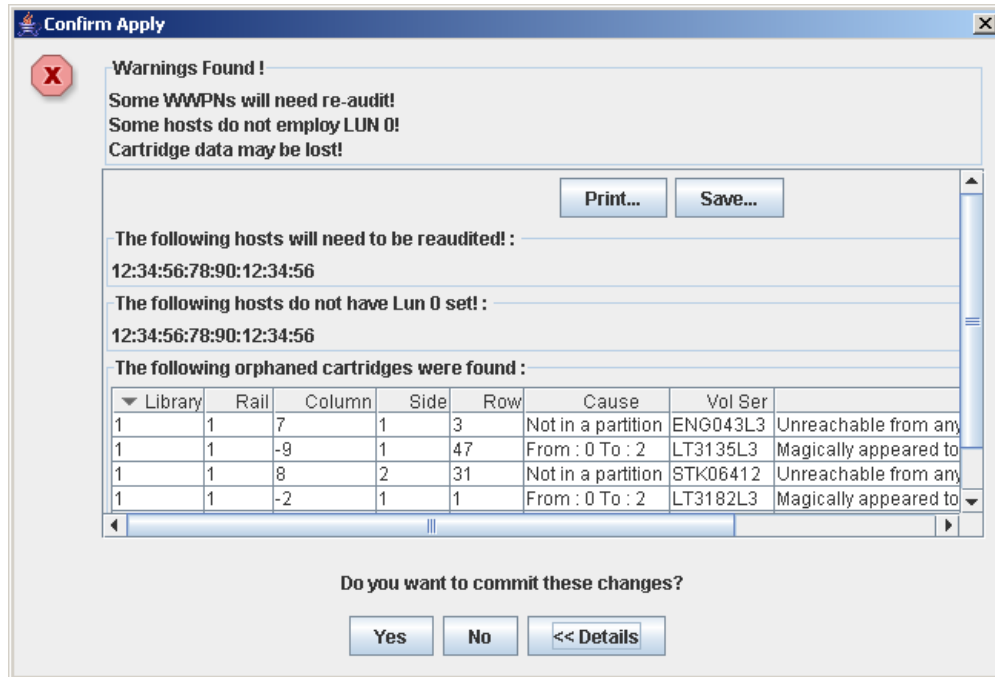 Confirm Apply
Warnings Found !
Some WWPNs will need re-audit!
Some hosts do not employ LUN 0!
Cartridge data may be lost!
Print... Save...
The following hosts will need to be reaudited! :
12:34:56:78:90:12:34:56
The following hosts do not have Lun 0 set! :
12:34:56:78:90:12:34:56
The following orphaned cartridges were found :
Library Rail Column Side Row Cause Vol Ser
1 1 7 1 3 Not in a partition ENG043L3 Unreachable from any
1 1 -9 1 47 From : 0 To : 2 LT3135L3 Magically appeared to
1 1 8 2 31 Not in a partition STK06412 Unreachable from any
1 1 -2 1 1 From : 0 To : 2 LT3182L3 Magically appeared to
Do you want to commit these changes?
Yes No << Details